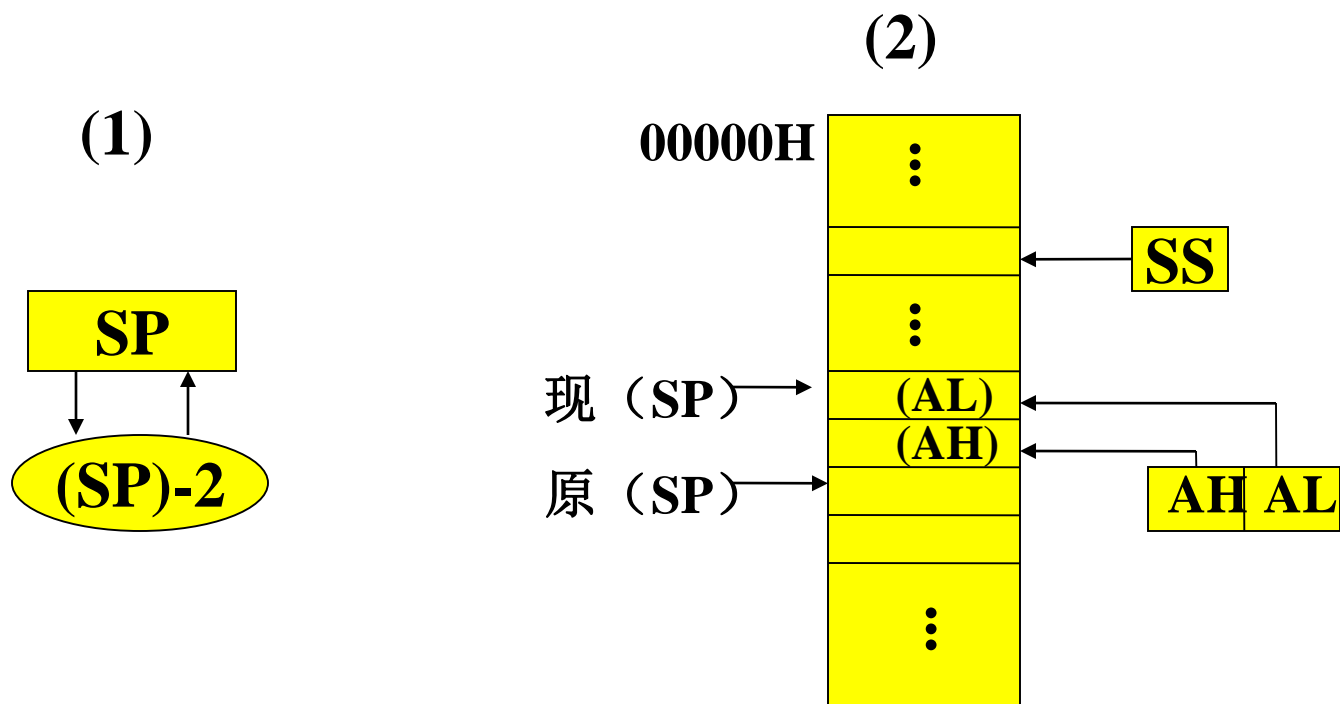 (2)
(1)
00000H
SS
SP
现（SP）
(AL)
(AH)
(SP)-2
原（SP）
AH AL